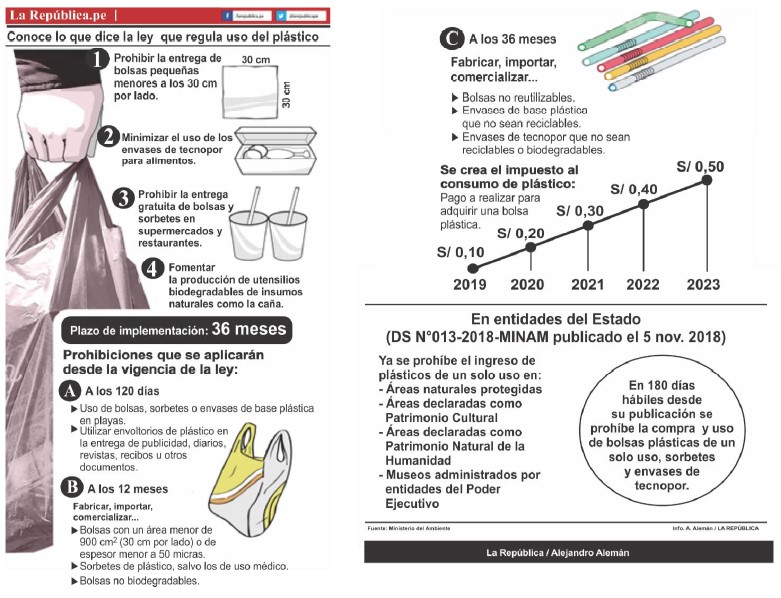 La República.pe
/larepublica.pe
@larepublicape
Conoce lo que dice la ley que regula uso del plástico
1
Prohibir la entrega de
bolsas pequeñas
menores a los 30 cm
por lado.
30 cm
30 cm
2
Minimizar el uso de los
envases de tecnopor
para alimentos.
3
Prohibir la entrega
gratuita de bolsas y
sorbetes en
supermercados y
restaurantes.
4
Fomentar
la producción de utensilios
biodegradables de insumos
naturales como la caña.
Plazo de implementación: 36 meses
Prohibiciones que se aplicarán
desde la vigencia de la ley:
A
A los 120 días
▶ Uso de bolsas, sorbetes o envases de base plástica
en playas.
▶ Utilizar envoltorios de plástico en
la entrega de publicidad, diarios,
revistas, recibos u otros
documentos.
B
A los 12 meses
Fabricar, importar,
comercializar...
▶ Bolsas con un área menor de
900 cm² (30 cm por lado) o de
espesor menor a 50 micras.
▶ Sorbetes de plástico, salvo los de uso médico.
▶ Bolsas no biodegradables.
C
A los 36 meses
Fabricar, importar,
comercializar...
▶ Bolsas no reutilizables.
▶ Envases de base plástica
que no sean reciclables.
▶ Envases de tecnopor que no sean
reciclables o biodegradables.
Se crea el impuesto al
consumo de plástico:
Pago a realizar para
adquirir una bolsa
plástica.
S/ 0,10
S/ 0,20
S/ 0,30
S/ 0,40
S/ 0,50
2019
2020
2021
2022
2023
En entidades del Estado
(DS N°013-2018-MINAM publicado el 5 nov. 2018)
Ya se prohíbe el ingreso de
plásticos de un solo uso en:
- Áreas naturales protegidas
- Áreas declaradas como
Patrimonio Cultural
- Áreas declaradas como
Patrimonio Natural de la
Humanidad
- Museos administrados por
entidades del Poder
Ejecutivo
En 180 días
hábiles desde
su publicación se
prohíbe la compra y uso
de bolsas plásticas de un
solo uso, sorbetes
y envases de
tecnopor.
Fuente: Ministerio del Ambiente
Info. A. Alemán / LA REPÚBLICA
La República / Alejandro Alemán